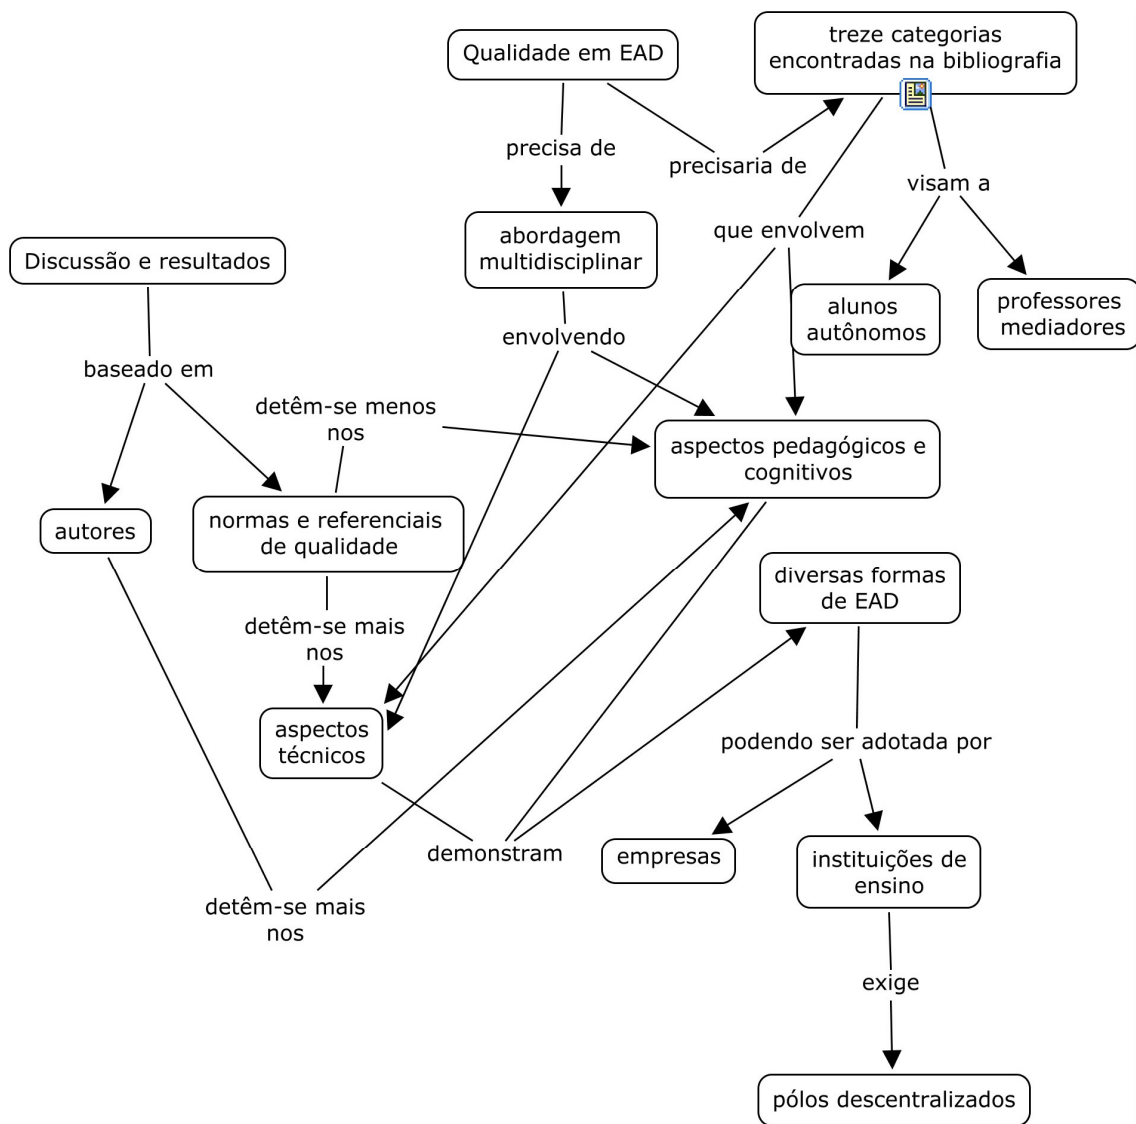 treze categorias
encontradas na bibliografia
Qualidade em EAD
precisa de
precisaria de
visam a
que envolvem
abordagem
multidisciplinar
Discussão e resultados
alunos
autônomos
professores
mediadores
envolvendo
baseado em
detêm-se menos
nos
aspectos pedagógicos e
cognitivos
autores
normas e referenciais
de qualidade
diversas formas
de EAD
detêm-se mais
nos
aspectos
técnicos
podendo ser adotada por
demonstram
empresas
instituições de
ensino
detêm-se mais
nos
exige
pólos descentralizados